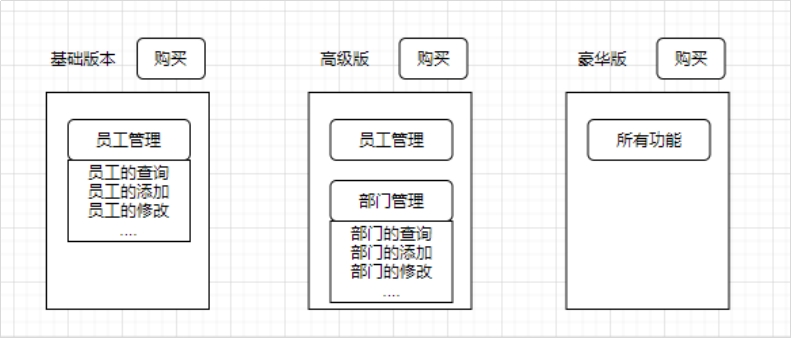 基础版本 购买
员工管理
员工的查询
员工的添加
员工的修改
....
高级版 购买
员工管理
部门管理
部门的查询
部门的添加
部门的修改
....
豪华版 购买
所有功能